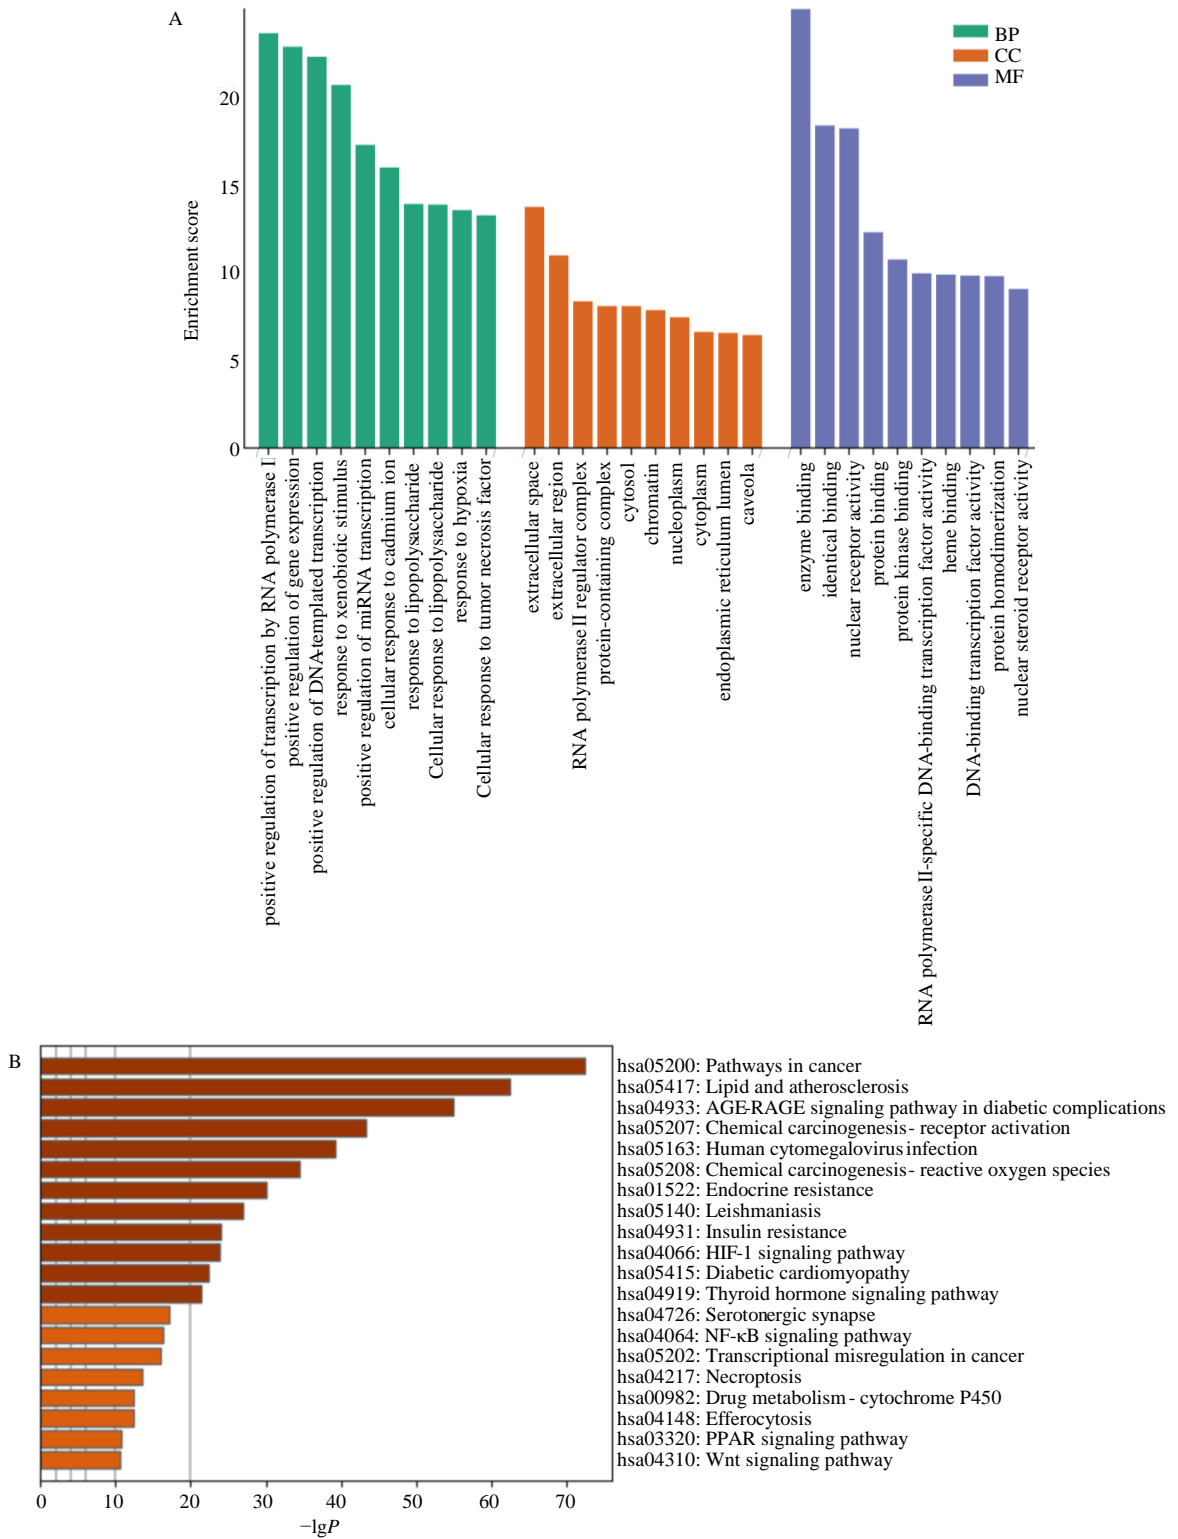 A
BP
CC
MF
Enrichment score
20
15
10
5
0
positive regulation of transcription by RNA polymerase I
positive regulation of gene expression
positive regulation of DNA-templated transcription
response to xenobiotic stimulus
positive regulation of miRNA transcription
cellular response to cadmium ion
response to lipopolysaccharide
Cellular response to lipopolysaccharide
response to hypoxia
Cellular response to tumor necrosis factor
extracellular space
extracellular region
RNA polymerase II regulator complex
protein-containing complex
cytosol
chromatin
nucleoplasm
cytoplasm
endoplasmic reticulum lumen
caveola
enzyme binding
identical binding
nuclear receptor activity
protein binding
protein kinase binding
RNA polymerase II-specific DNA-binding transcription factor activity
heme binding
DNA-binding transcription factor activity
protein homodimerization
nuclear steroid receptor activity
B
hsa05200: Pathways in cancer
hsa05417: Lipid and atherosclerosis
hsa04933: AGE-RAGE signaling pathway in diabetic complications
hsa05207: Chemical carcinogenesis - receptor activation
hsa05163: Human cytomegalovirus infection
hsa05208: Chemical carcinogenesis - reactive oxygen species
hsa01522: Endocrine resistance
hsa05140: Leishmaniasis
hsa04931: Insulin resistance
hsa04066: HIF-1 signaling pathway
hsa05415: Diabetic cardiomyopathy
hsa04919: Thyroid hormone signaling pathway
hsa04726: Serotonergic synapse
hsa04064: NF-κB signaling pathway
hsa05202: Transcriptional misregulation in cancer
hsa04217: Necroptosis
hsa00982: Drug metabolism - cytochrome P450
hsa04148: Efferocytosis
hsa03320: PPAR signaling pathway
hsa04310: Wnt signaling pathway
0 10 20 30 40 50 60 70
−lgP